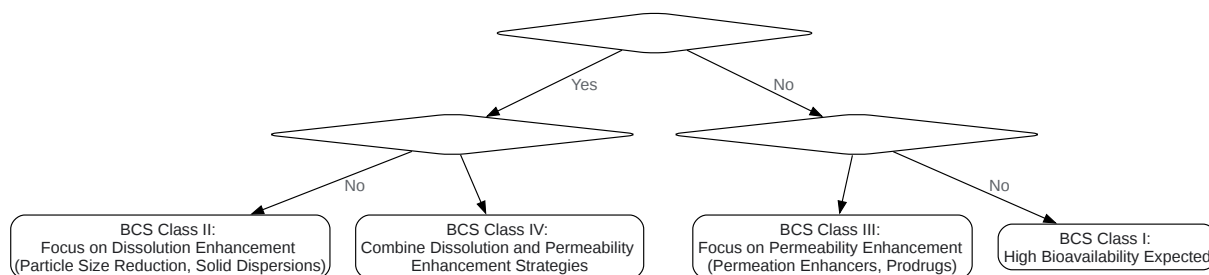 Yes
No
No
No
BCS Class II:
Focus on Dissolution Enhancement
(Particle Size Reduction, Solid Dispersions)
BCS Class IV:
Combine Dissolution and Permeability
Enhancement Strategies
BCS Class III:
Focus on Permeability Enhancement
(Permeation Enhancers, Prodrugs)
BCS Class I:
High Bioavailability Expected